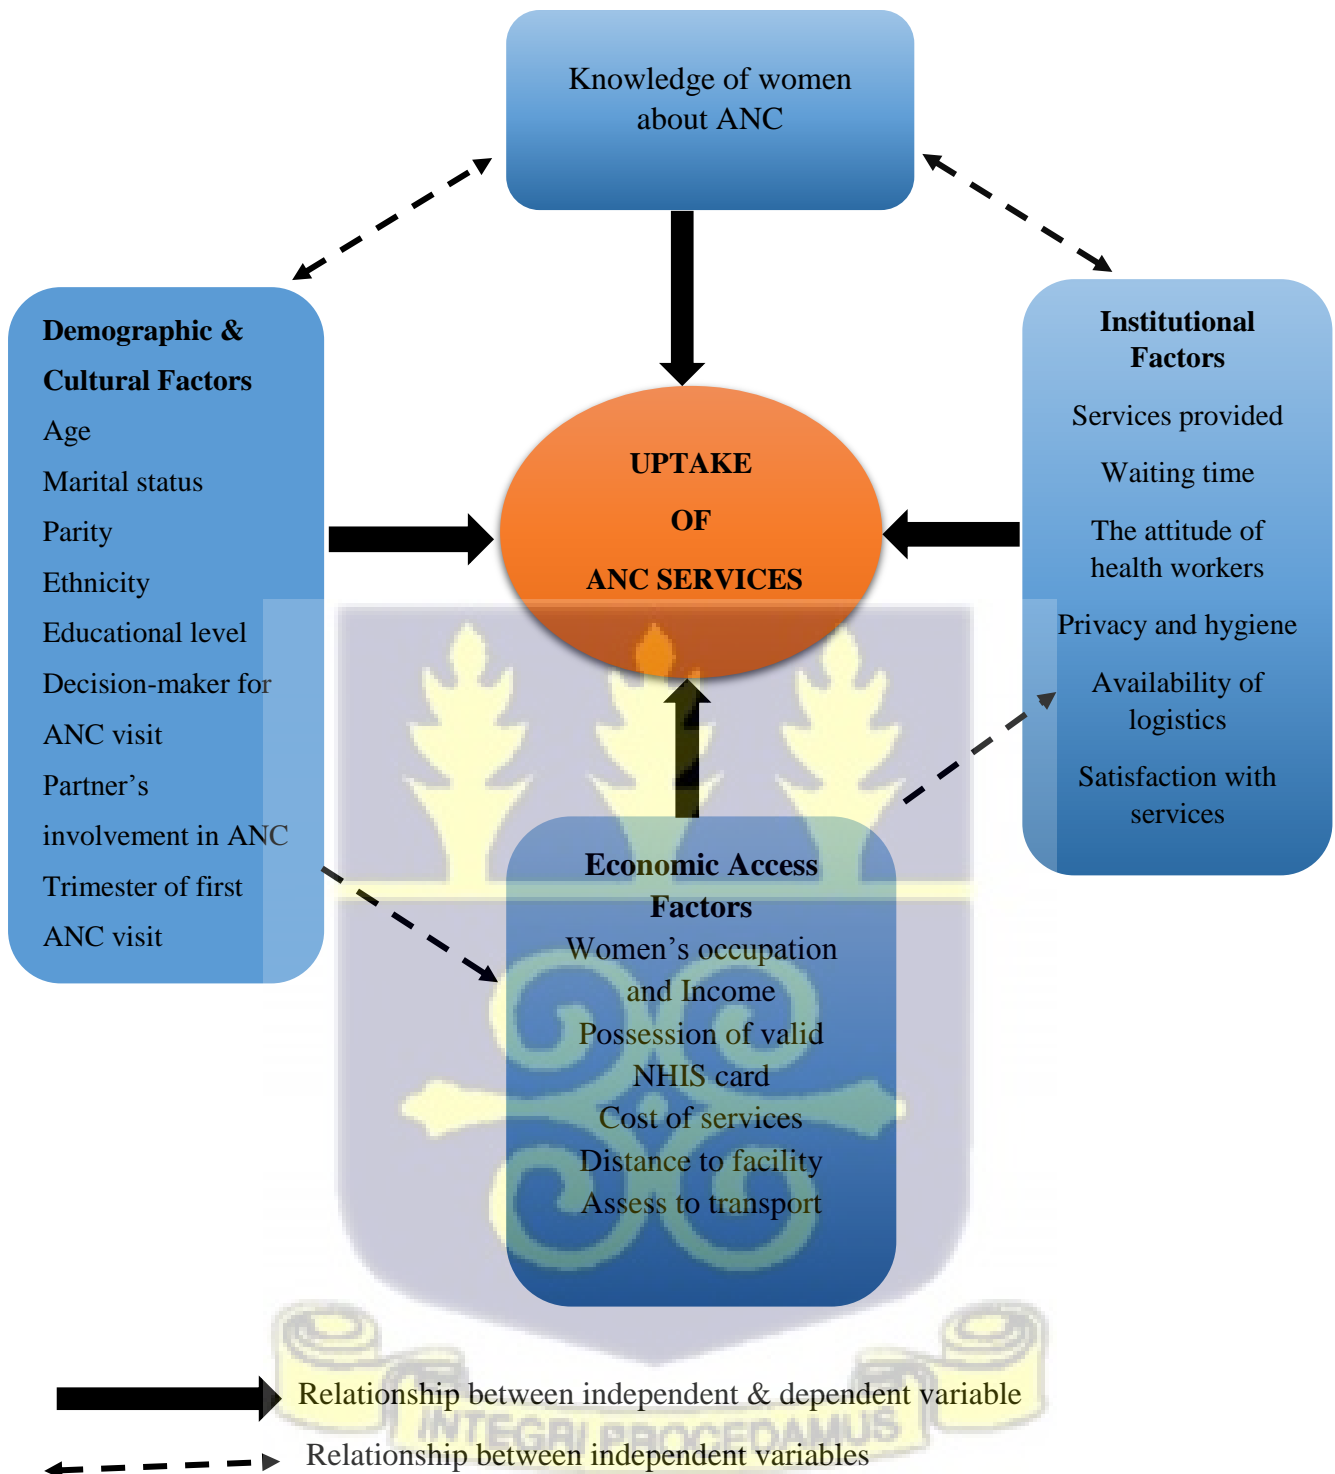 Knowledge of women
about ANC
Demographic &
Cultural Factors
Age
Marital status
Parity
Ethnicity
Educational level
Decision-maker for
ANC visit
Partner’s
involvement in ANC
Trimester of first
ANC visit
UPTAKE
OF
ANC SERVICES
Institutional
Factors
Services provided
Waiting time
The attitude of
health workers
Privacy and hygiene
Availability of
logistics
Satisfaction with
services
Economic Access
Factors
Women’s occupation
and Income
Possession of valid
NHIS card
Cost of services
Distance to facility
Assess to transport
Relationship between independent & dependent variable
INTEGRI PROCEDAMUS
Relationship between independent variables